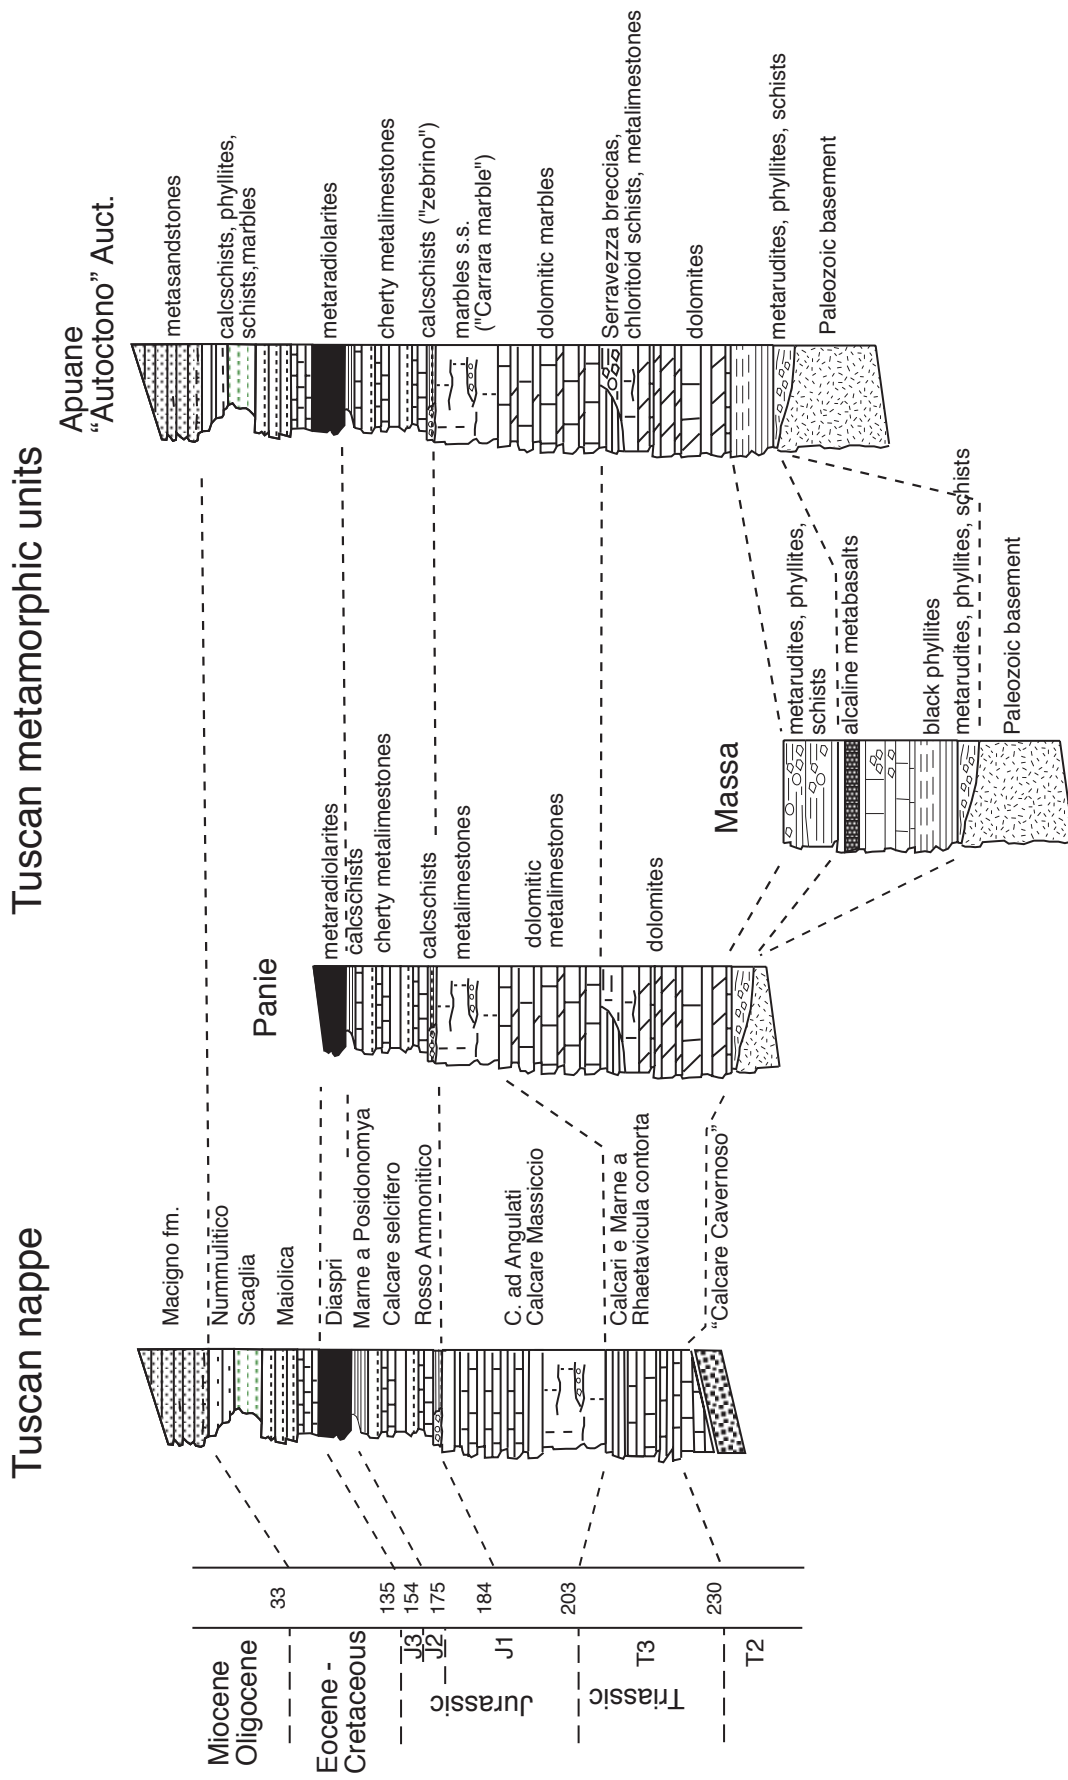 Tuscan nappe
Tuscan metamorphic units
Miocene
Oligocene
Eocene -
Cretaceous
Jurassic
Triassic
J3
J2
J1
T3
T2
33
135
154
175
184
203
230
Macigno fm.
Nummulitico
Scaglia
Maiolica
Diaspri
Marne a Posidonomya
Calcare selcifero
Rosso Ammonitico
C. ad Angulati
Calcare Massiccio
Calcari e Marne a
Rhaetavicula contorta
“Calcare Cavernoso”
Panie
metaradiolarites
calcschists
cherty metalimestones
calcschists
metalimestones
dolomitic
metalimestones
dolomites
Massa
metarudites, phyllites,
schists
alcaline metabasalts
black phyllites
metarudites, phyllites, schists
Paleozoic basement
Apuane
“Autoctono” Auct.
metasandstones
calcschists, phyllites,
schists,marbles
metaradiolarites
cherty metalimestones
calcschists ("zebrino")
marbles s.s.
("Carrara marble")
dolomitic marbles
Serravezza breccias,
chloritoid schists, metalimestones
dolomites
metarudites, phyllites, schists
Paleozoic basement